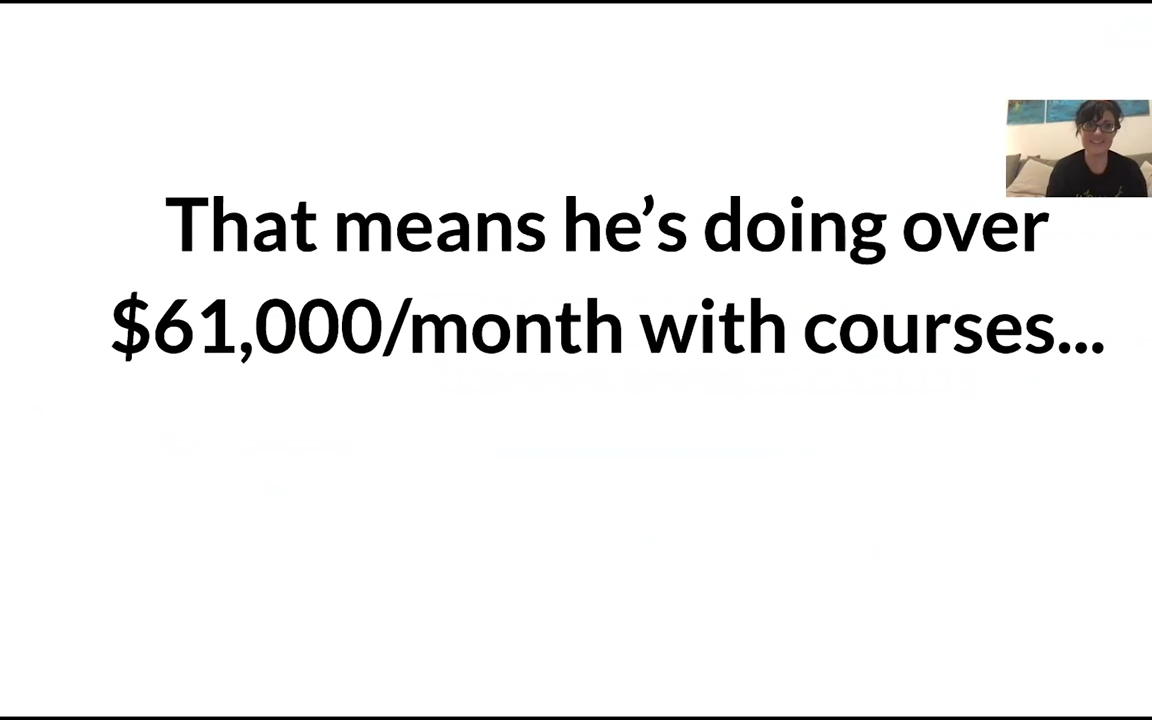 That means he’s doing over
$61,000/month with courses...